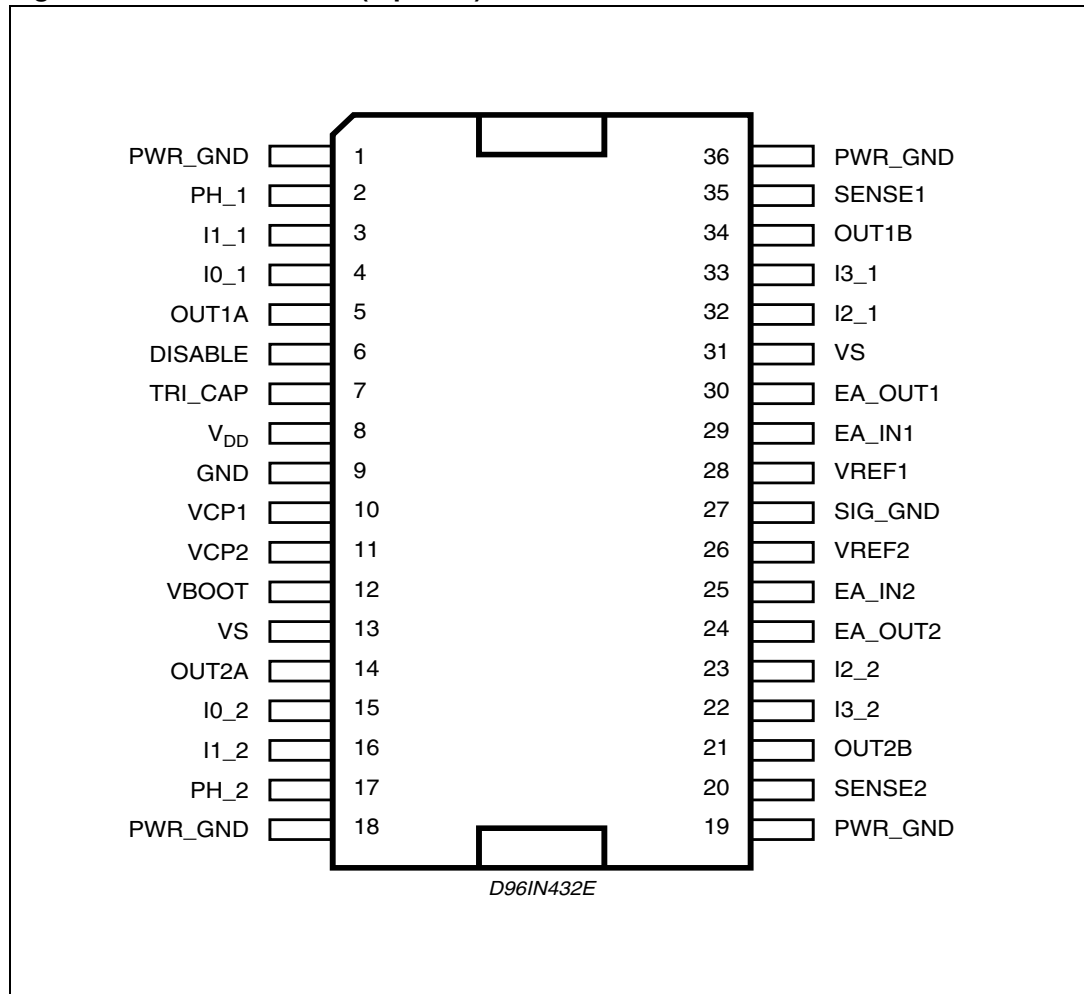 PWR_GND 1 36 PWR_GND
PH_1 2 35 SENSE1
I1_1 3 34 OUT1B
I0_1 4 33 I3_1
OUT1A 5 32 I2_1
DISABLE 6 31 VS
TRI_CAP 7 30 EA_OUT1
VDD 8 29 EA_IN1
GND 9 28 VREF1
VCP1 10 27 SIG_GND
VCP2 11 26 VREF2
VBOOT 12 25 EA_IN2
VS 13 24 EA_OUT2
OUT2A 14 23 I2_2
I0_2 15 22 I3_2
I1_2 16 21 OUT2B
PH_2 17 20 SENSE2
PWR_GND 18 19 PWR_GND
D96IN432E